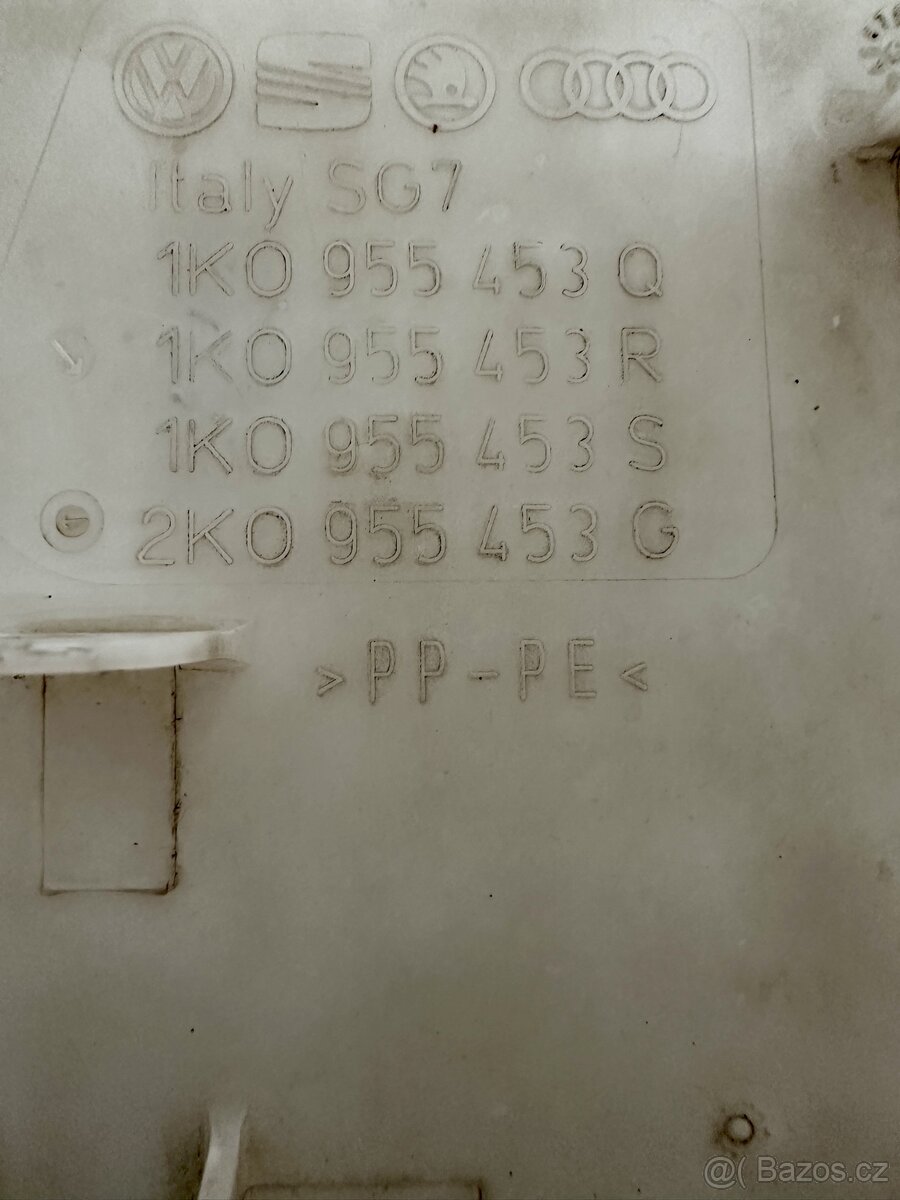 Italy SG7
1K0 955 453 Q
1K0 955 453 R
1K0 955 453 S
2K0 955 453 G
>PP-PE<
@( Bazos.cz